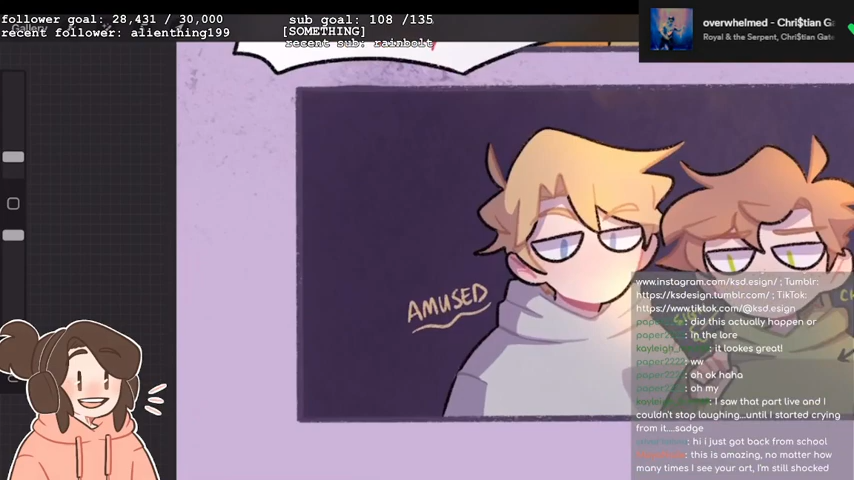 follower goal: 28,431 / 30,000
recent follower: aiienthing199
sub goal: 108 /135
[SOMETHING]
recent sub: rainbolt
overwhelmed - Chri$tian G
Royal & the Serpent, Chri$tian Gate
Gallery
AMUSED
www.instagram.com/ksd.esign/ ; Tumblr:
https://ksdesign.tumblr.com/ ; TikTok:
https://www.tiktok.com/@ksd.esign
: did this actually happen or
: in the lore
: it lookes great!
: ww
: oh ok haha
: oh my
: I saw that part live and I
couldn't stop laughing...until I started crying
from it....sadge
: hi i just got back from school
: this is amazing, no matter how
many times I see your art, I'm still shocked